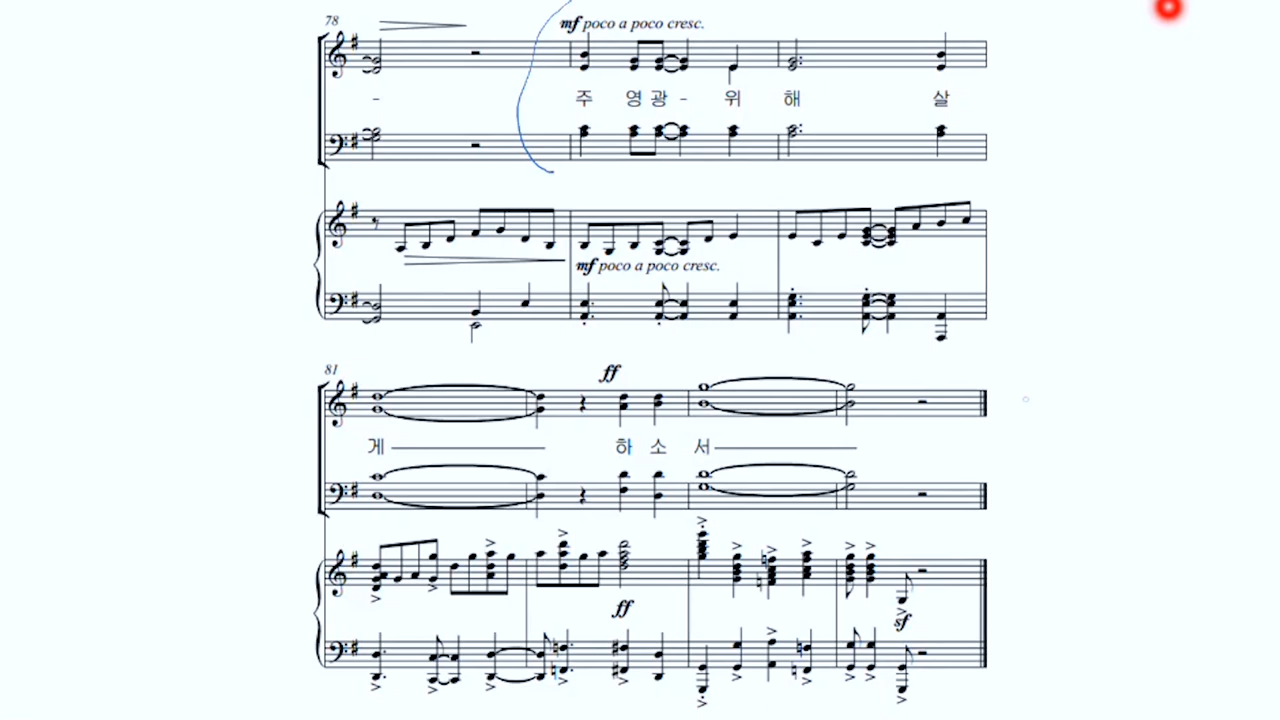 78
mf poco a poco cresc.
- 주 영 광 - 위 해 살
mf poco a poco cresc.
81
ff
게 하 소 서
ff
sf